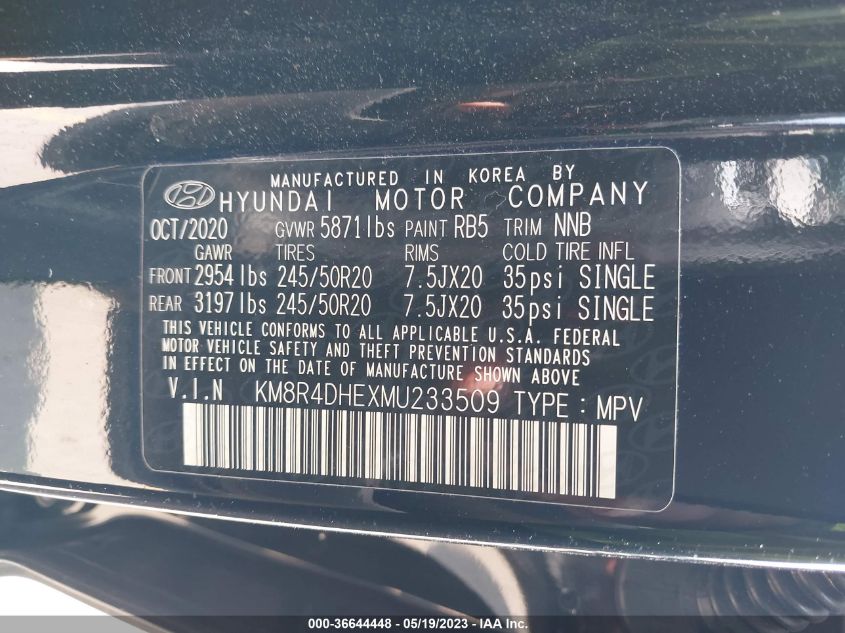 MANUFACTURED IN KOREA BY
HYUNDAI MOTOR COMPANY
OCT/2020 GVWR 5871lbs PAINT RB5 TRIM NNB
GAWR TIRES RIMS COLD TIRE INFL
FRONT 2954lbs 245/50R20 7.5JX20 35psi SINGLE
REAR 3197lbs 245/50R20 7.5JX20 35psi SINGLE
THIS VEHICLE CONFORMS TO ALL APPLICABLE U.S.A. FEDERAL
MOTOR VEHICLE SAFETY AND THEFT PREVENTION STANDARDS
IN EFFECT ON THE DATE OF MANUFACTURE SHOWN ABOVE
V.I.N KM8R4DHEXMU233509 TYPE : MPV
000-36644448 - 05/19/2023 - IAA Inc.